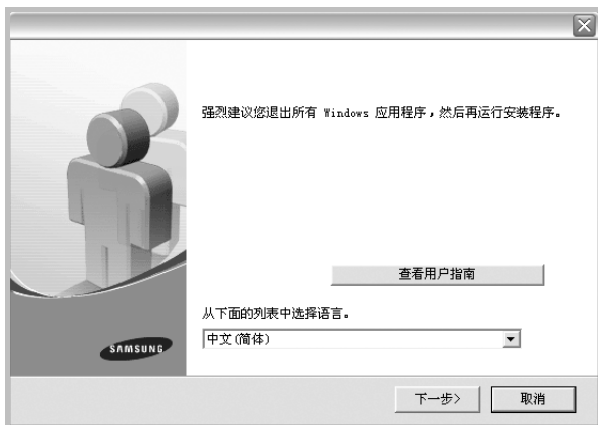 强烈建议您退出所有 Windows 应用程序，然后再运行安装程序。
查看用户指南
从下面的列表中选择语言。
中文(简体)
SAMSUNG
下一步>
取消